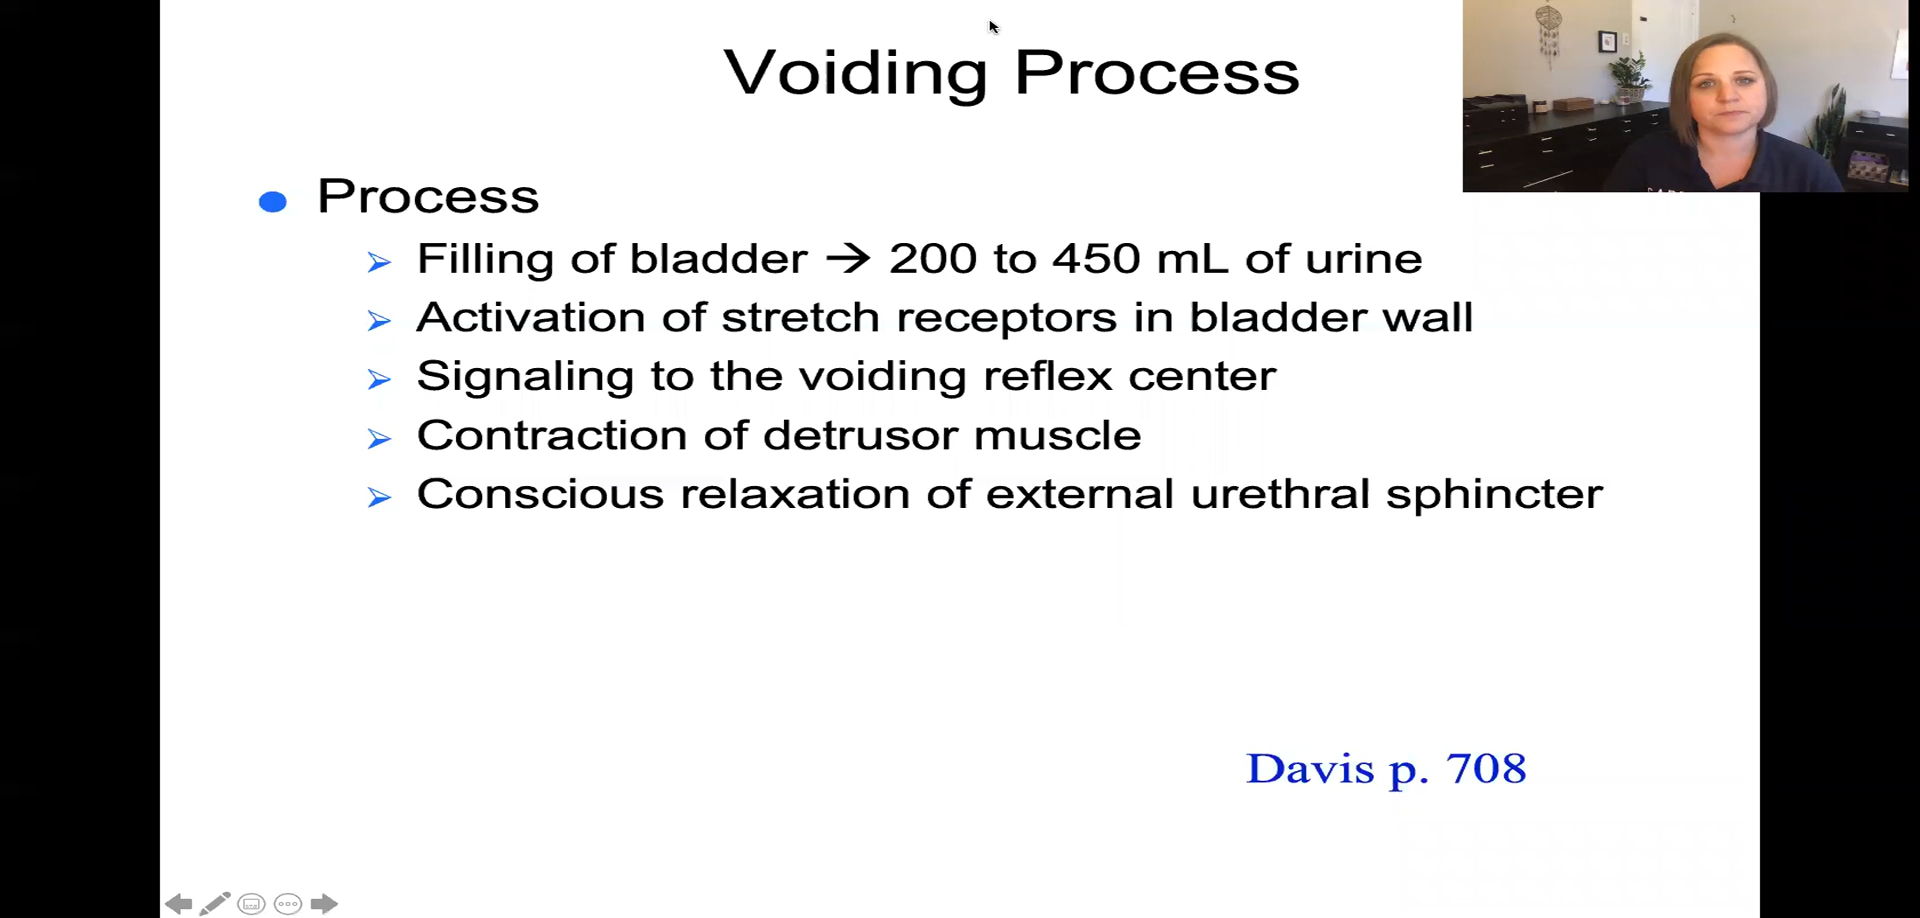 Voiding Process
Process
Filling of bladder → 200 to 450 mL of urine
Activation of stretch receptors in bladder wall
Signaling to the voiding reflex center
Contraction of detrusor muscle
Conscious relaxation of external urethral sphincter
Davis p. 708